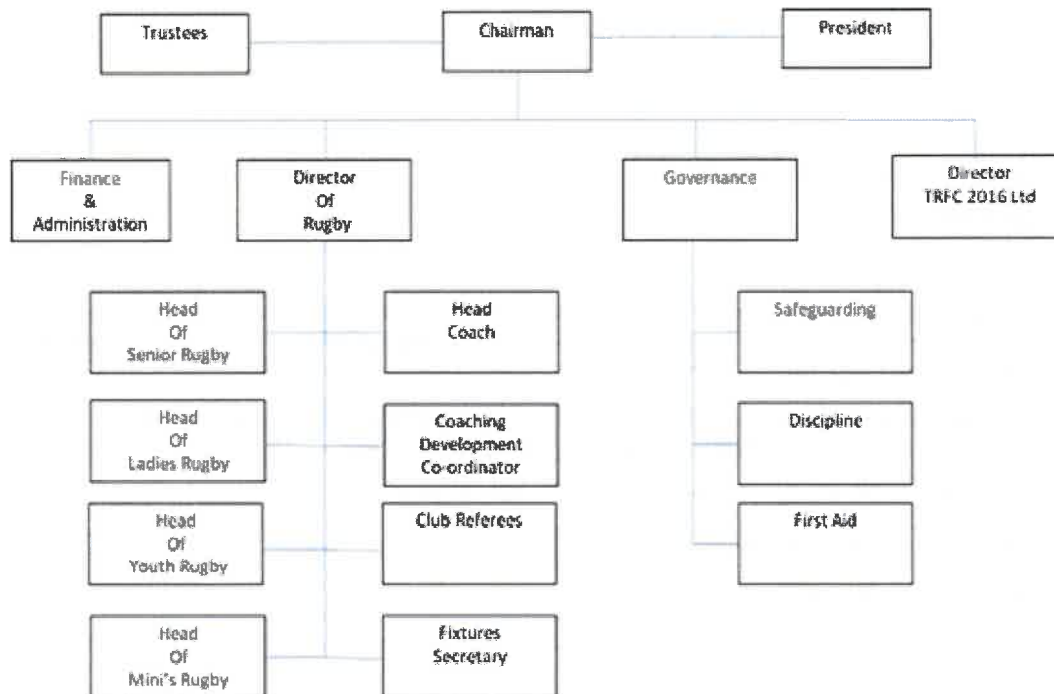 Trustees
Chairman
President
Finance
&
Administration
Director
Of
Rugby
Governance
Director
TRFC 2016 Ltd
Head
Of
Senior Rugby
Head
Coach
Safeguarding
Head
Of
Ladies Rugby
Coaching
Development
Co-ordinator
Discipline
Head
Of
Youth Rugby
Club Referees
First Aid
Head
Of
Mini's Rugby
Fixtures
Secretary